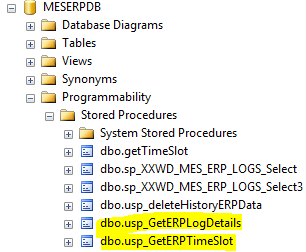 MESERPDB
Database Diagrams
Tables
Views
Synonyms
Programmability
Stored Procedures
System Stored Procedures
dbo.getTimeSlot
dbo.sp_XXWD_MES_ERP_LOGS_Select
dbo.sp_XXWD_MES_ERP_LOGS_Select3
dbo.usp_deleteHistoryERPData
dbo.usp_GetERPLogDetails
dbo.usp_GetERPTimeSlot